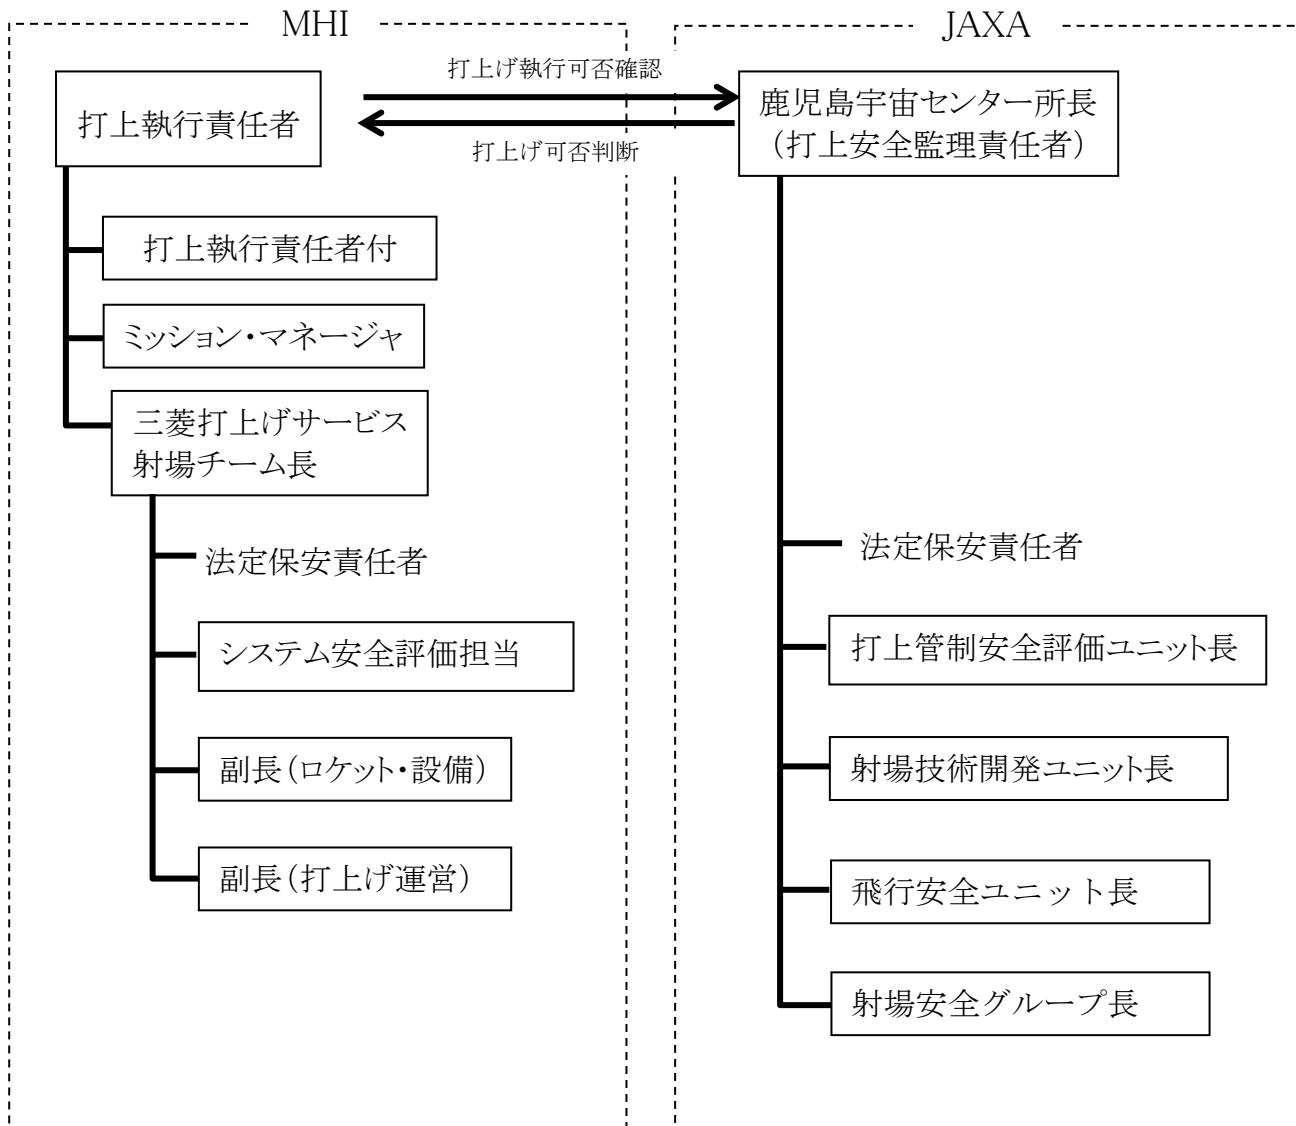 MHI
JAXA
打上げ執行可否確認
打上げ可否判断
打上執行責任者
鹿児島宇宙センター所長
（打上安全監理責任者）
打上執行責任者付
ミッション・マネージャ
三菱打上げサービス
射場チーム長
法定保安責任者
システム安全評価担当
副長（ロケット・設備）
副長（打上げ運営）
法定保安責任者
打上管制安全評価ユニット長
射場技術開発ユニット長
飛行安全ユニット長
射場安全グループ長